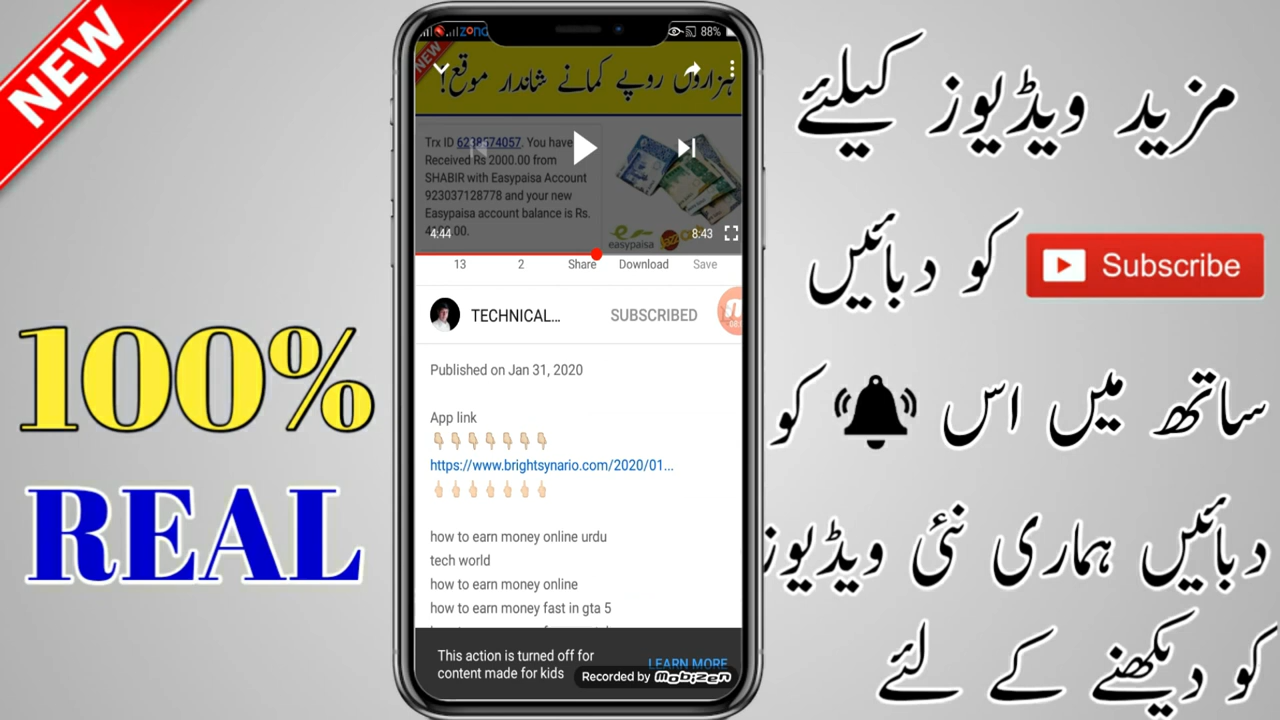 NEW
100%
REAL
zong
88%
NEW
ہزاروں روپے کمانے شاندار موقع!
Trx ID 6238574057. You have
Received Rs 2000.00 from
SHABIR with Easypaisa Account
923037128778 and your new
Easypaisa account balance is Rs.
easypaisa
4:44
8:43
13
2
Share
Download
Save
TECHNICAL...
SUBSCRIBED
Published on Jan 31, 2020
App link
https://www.brightsynario.com/2020/01...
how to earn money online urdu
tech world
how to earn money online
how to earn money fast in gta 5
This action is turned off for
content made for kids
LEARN MORE
Recorded by Mobizen
مزید ویڈیوز کیلئے
Subscribe کو دبائیں
ساتھ میں اس کو
دبائیں ہماری نئی ویڈیوز
کو دیکھنے کے لئے